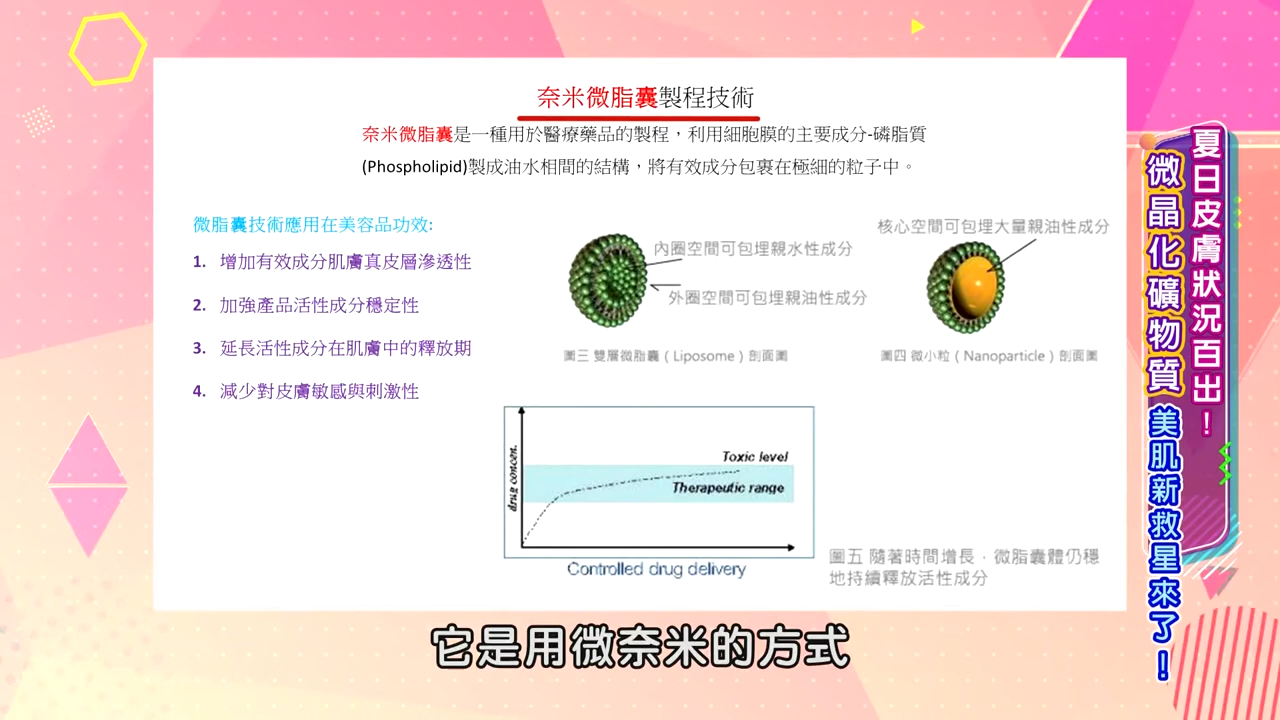 奈米微脂囊製程技術
奈米微脂囊是一種用於醫療藥品的製程，利用細胞膜的主要成分-磷脂質
(Phospholipid)製成油水相間的結構，將有效成分包裹在極細的粒子中。
微脂囊技術應用在美容品功效:
1. 增加有效成分肌膚真皮層滲透性
2. 加強產品活性成分穩定性
3. 延長活性成分在肌膚中的釋放期
4. 減少對皮膚敏感與刺激性
內圈空間可包埋親水性成分
外圈空間可包埋親油性成分
圖三 雙層微脂囊（Liposome）剖面圖
核心空間可包埋大量親油性成分
圖四 微小粒（Nanoparticle）剖面圖
drug concen.
Toxic level
Therapeutic range
Controlled drug delivery
圖五 隨著時間增長，微脂囊體仍穩
地持續釋放活性成分
夏日皮膚狀況百出！
微晶化礦物質 美肌新救星來了！
它是用微奈米的方式